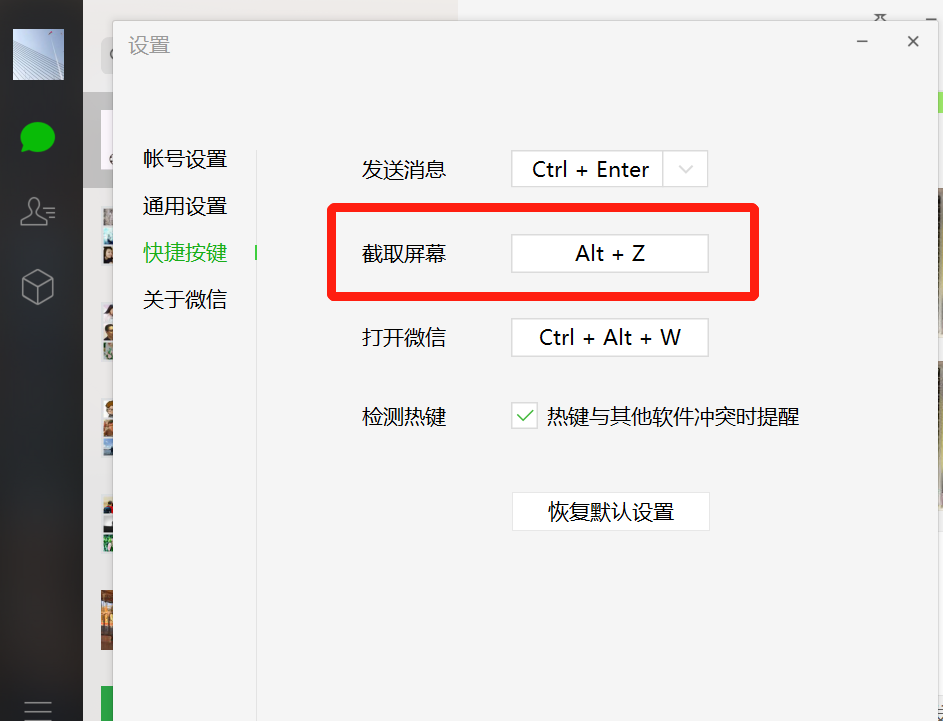 设置
帐号设置
通用设置
快捷按键
关于微信
发送消息 Ctrl + Enter
截取屏幕 Alt + Z
打开微信 Ctrl + Alt + W
检测热键 热键与其他软件冲突时提醒
恢复默认设置